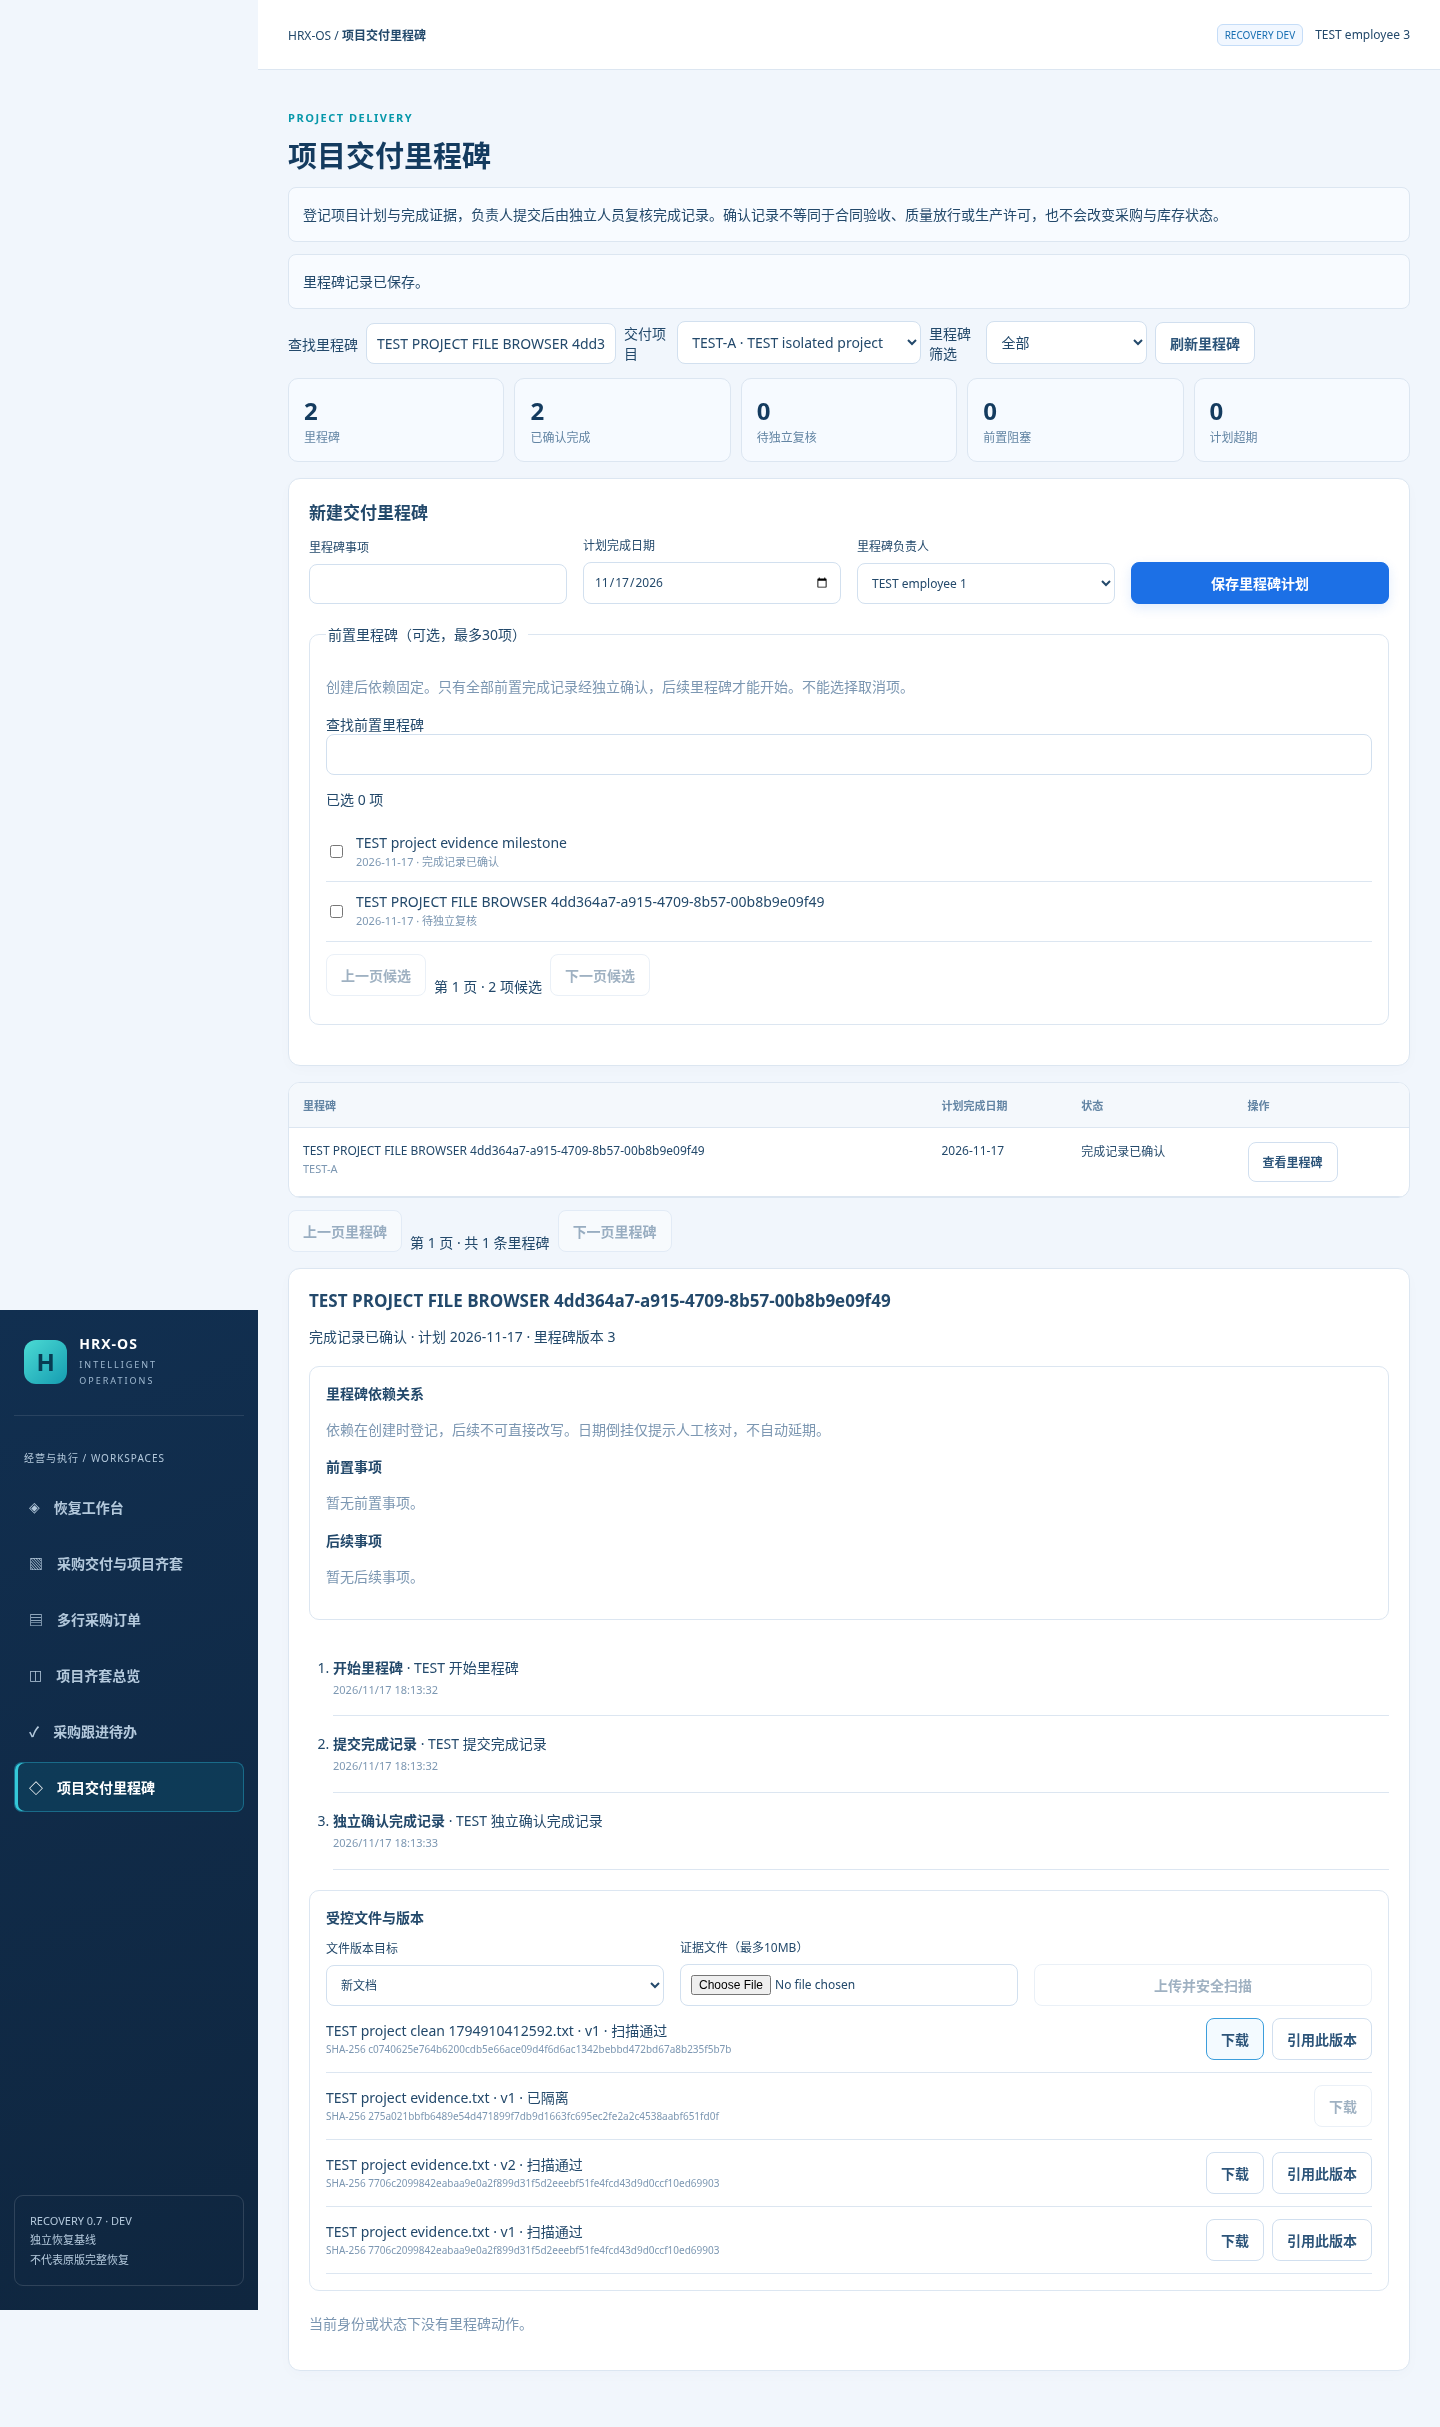 HRX-OS / 项目交付里程碑
RECOVERY DEV
TEST employee 3
PROJECT DELIVERY
项目交付里程碑
登记项目计划与完成证据，负责人提交后由独立人员复核完成记录。确认记录不等同于合同验收、质量放行或生产许可，也不会改变采购与库存状态。
里程碑记录已保存。
查找里程碑
TEST PROJECT FILE BROWSER 4dd3
交付项
目
TEST-A · TEST isolated project
里程碑
筛选
全部
刷新里程碑
2
里程碑
2
已确认完成
0
待独立复核
0
前置阻塞
0
计划超期
新建交付里程碑
里程碑事项
计划完成日期
11/17/2026
里程碑负责人
TEST employee 1
保存里程碑计划
前置里程碑（可选，最多30项）
创建后依赖固定。只有全部前置完成记录经独立确认，后续里程碑才能开始。不能选择取消项。
查找前置里程碑
已选 0 项
TEST project evidence milestone
2026-11-17 · 完成记录已确认
TEST PROJECT FILE BROWSER 4dd364a7-a915-4709-8b57-00b8b9e09f49
2026-11-17 · 待独立复核
上一页候选
第 1 页 · 2 项候选
下一页候选
里程碑
计划完成日期
状态
操作
TEST PROJECT FILE BROWSER 4dd364a7-a915-4709-8b57-00b8b9e09f49
TEST-A
2026-11-17
完成记录已确认
查看里程碑
上一页里程碑
第 1 页 · 共 1 条里程碑
下一页里程碑
TEST PROJECT FILE BROWSER 4dd364a7-a915-4709-8b57-00b8b9e09f49
完成记录已确认 · 计划 2026-11-17 · 里程碑版本 3
里程碑依赖关系
依赖在创建时登记，后续不可直接改写。日期倒挂仅提示人工核对，不自动延期。
前置事项
暂无前置事项。
后续事项
暂无后续事项。
1. 开始里程碑 · TEST 开始里程碑
2026/11/17 18:13:32
2. 提交完成记录 · TEST 提交完成记录
2026/11/17 18:13:32
3. 独立确认完成记录 · TEST 独立确认完成记录
2026/11/17 18:13:33
受控文件与版本
文件版本目标
新文档
证据文件（最多10MB）
Choose File No file chosen
上传并安全扫描
TEST project clean 1794910412592.txt · v1 · 扫描通过
SHA-256 c0740625e764b6200cdb5e66ace09d4f6d6ac1342bebbd472bd67a8b235f5b7b
下载
引用此版本
TEST project evidence.txt · v1 · 已隔离
SHA-256 275a021bbfb6489e54d471899f7db9d1663fc695ec2fe2a2c4538aabf651fd0f
下载
TEST project evidence.txt · v2 · 扫描通过
SHA-256 7706c2099842eabaa9e0a2f899d31f5d2eeebf51fe4fcd43d9d0ccf10ed69903
下载
引用此版本
TEST project evidence.txt · v1 · 扫描通过
SHA-256 7706c2099842eabaa9e0a2f899d31f5d2eeebf51fe4fcd43d9d0ccf10ed69903
下载
引用此版本
当前身份或状态下没有里程碑动作。
H
HRX-OS
INTELLIGENT
OPERATIONS
经营与执行 / WORKSPACES
恢复工作台
采购交付与项目齐套
多行采购订单
项目齐套总览
采购跟进待办
项目交付里程碑
RECOVERY 0.7 · DEV
独立恢复基线
不代表原版完整恢复